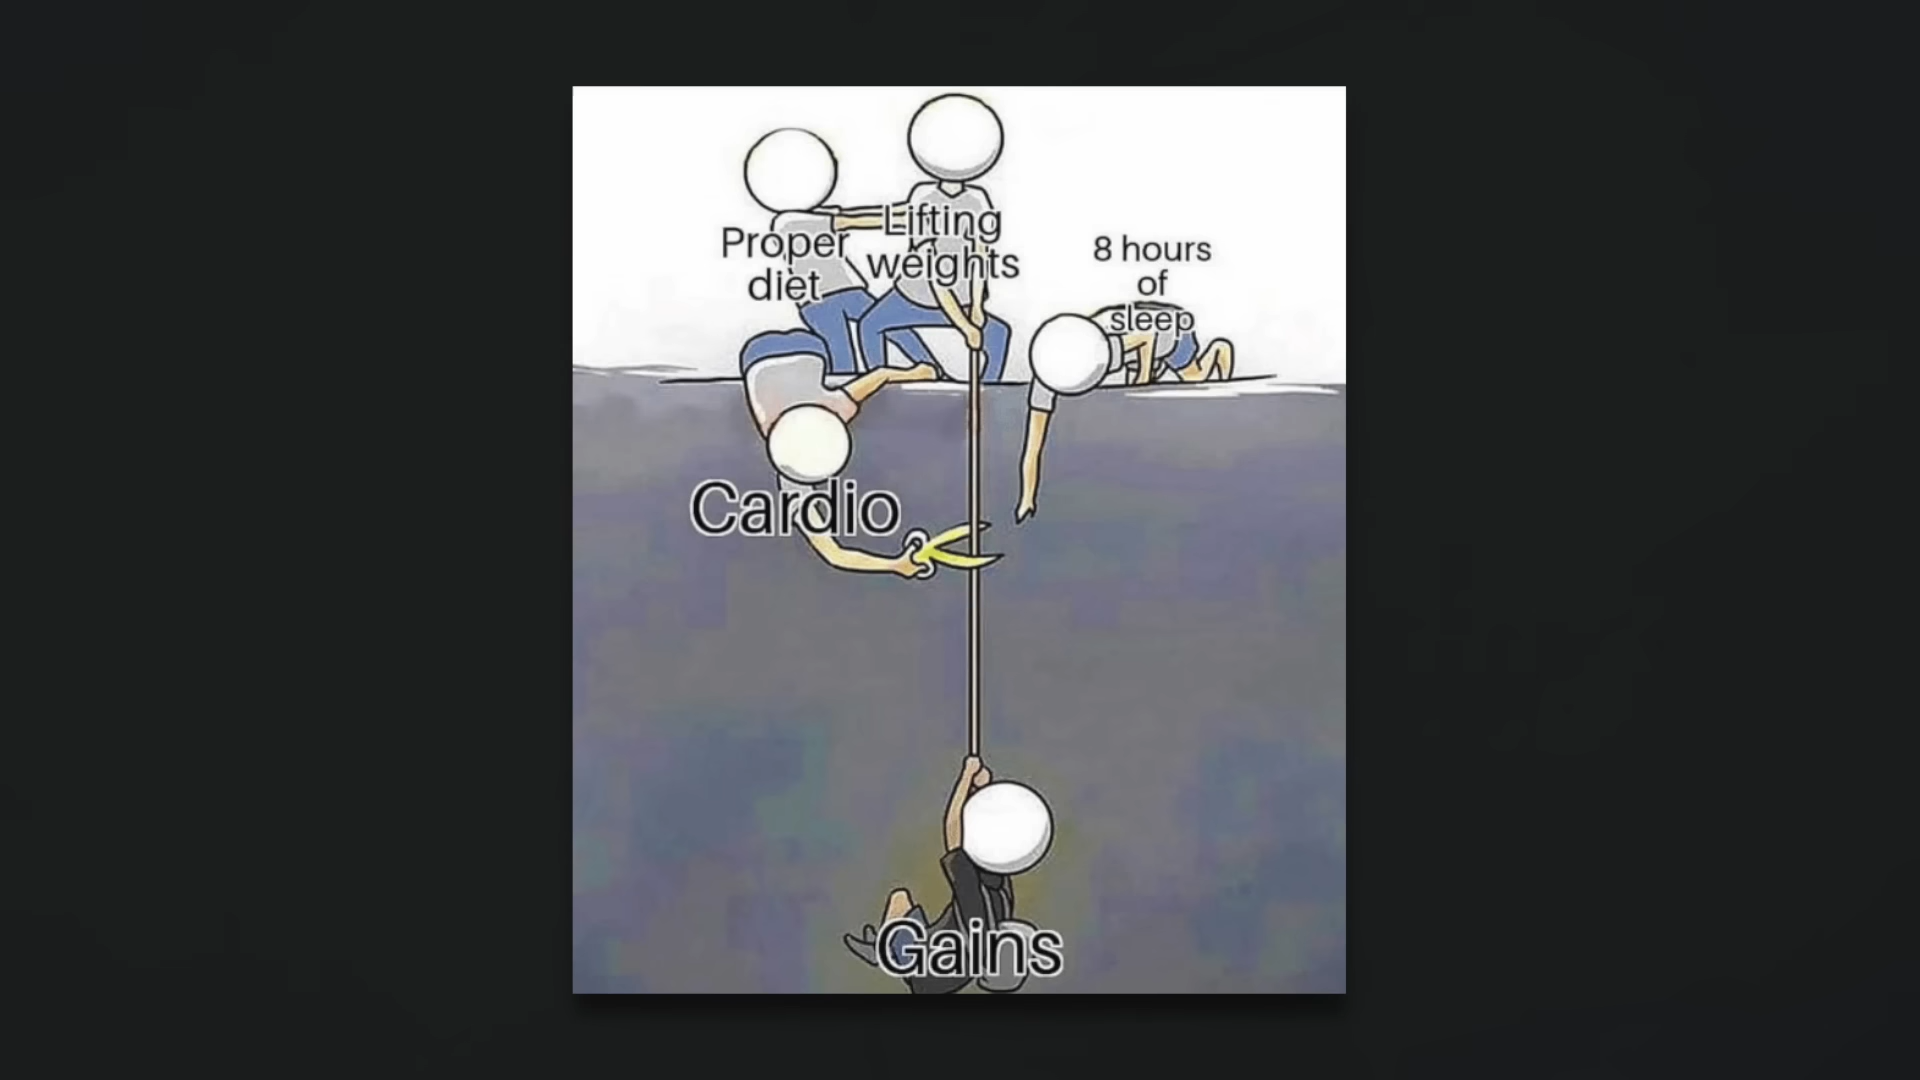 Proper
diet
Lifting
weights
8 hours
of
sleep
Cardio
Gains